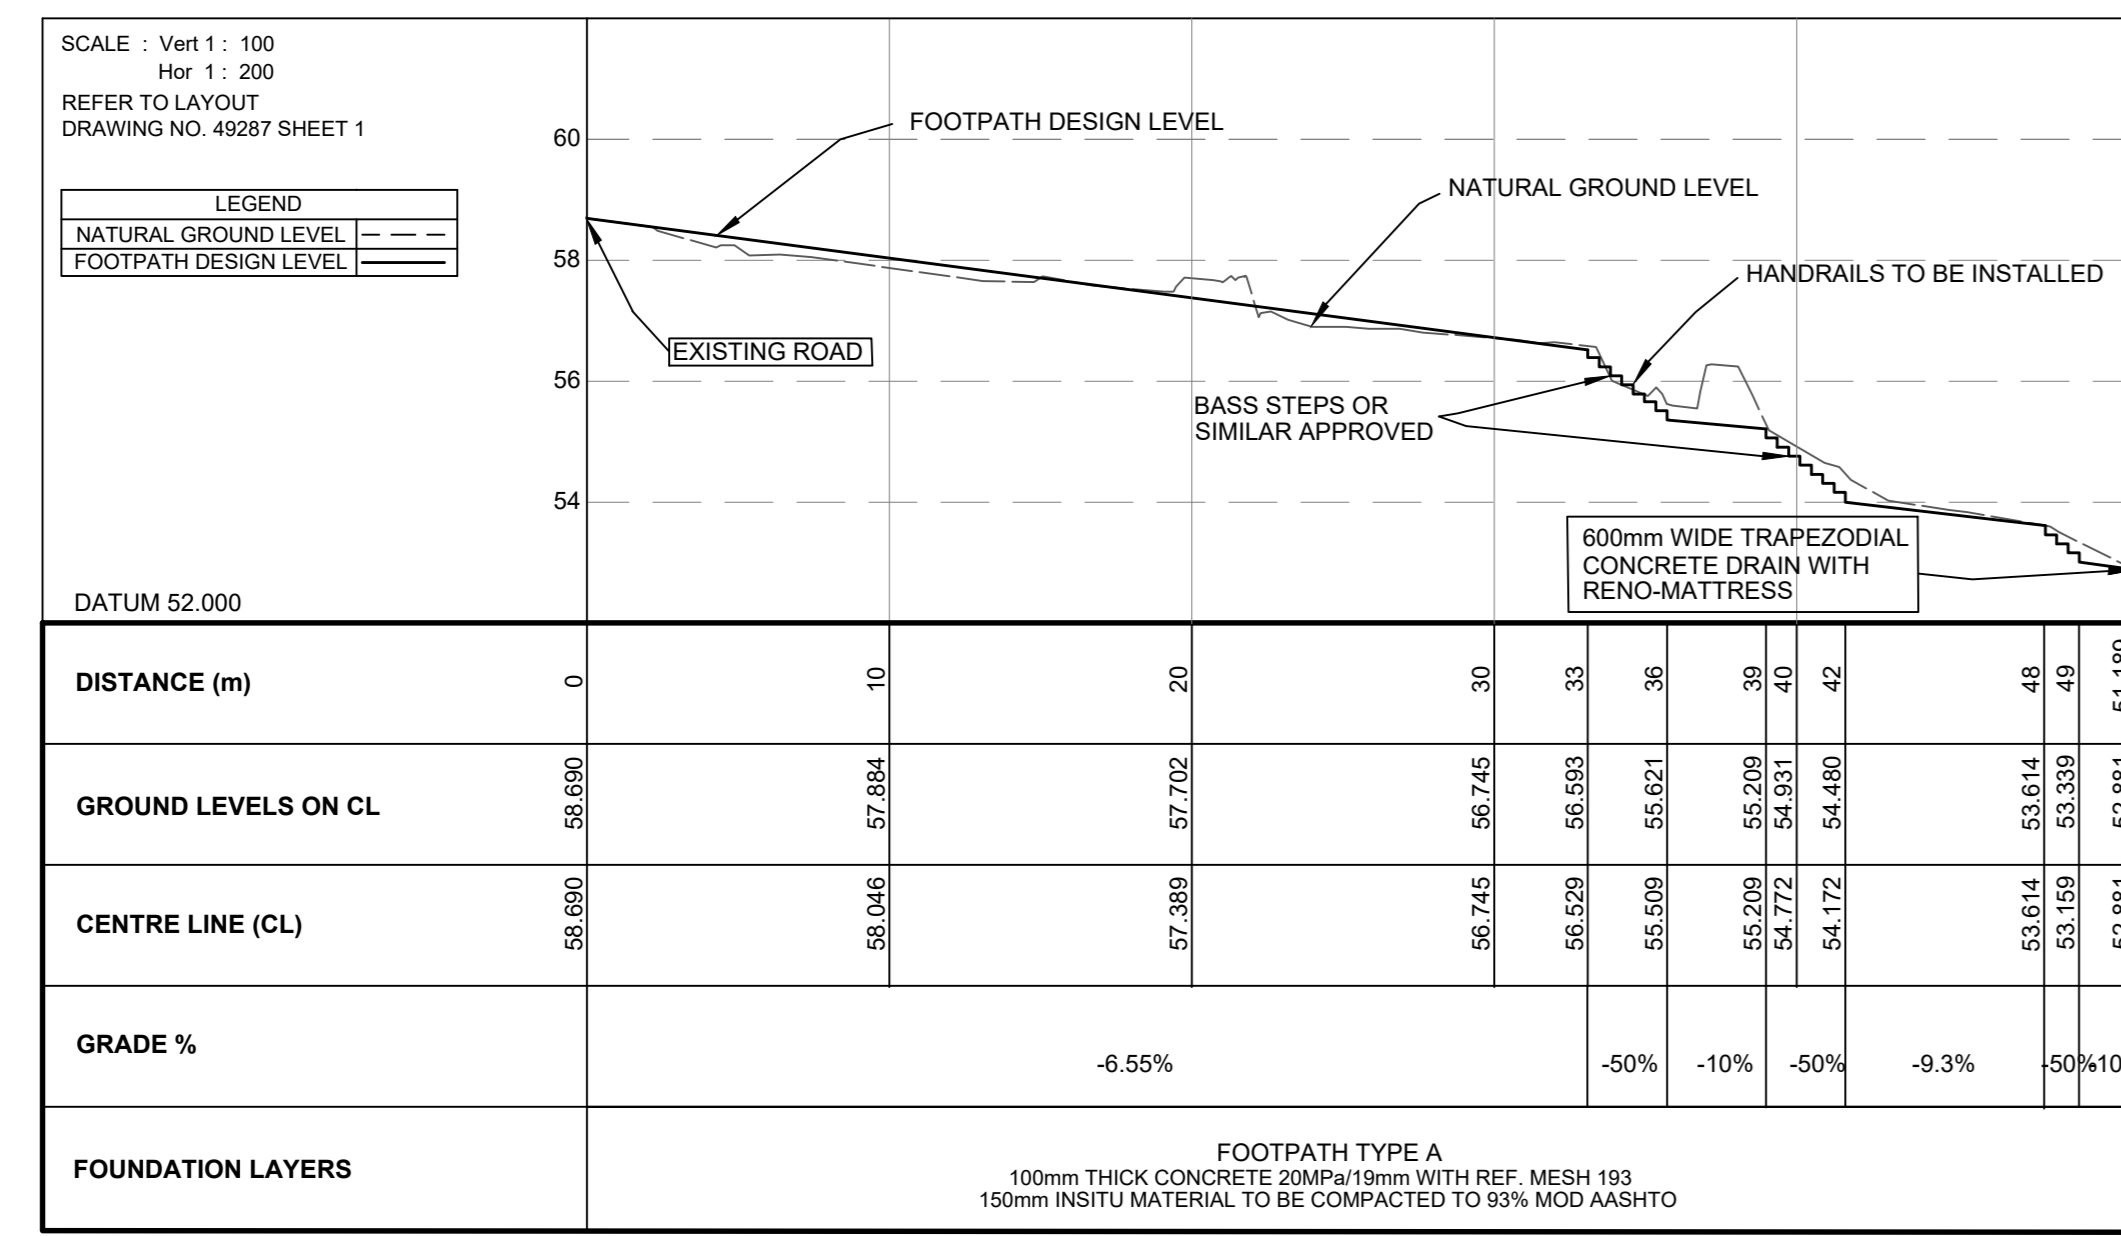 SCALE : Vert 1 : 100
Hor 1 : 200
REFER TO LAYOUT
DRAWING NO. 49287 SHEET 1
LEGEND
NATURAL GROUND LEVEL
FOOTPATH DESIGN LEVEL
60
58
56
54
FOOTPATH DESIGN LEVEL
NATURAL GROUND LEVEL
HANDRAILS TO BE INSTALLED
EXISTING ROAD
BASS STEPS OR
SIMILAR APPROVED
600mm WIDE TRAPEZODIAL
CONCRETE DRAIN WITH
RENO-MATTRESS
DATUM 52.000
DISTANCE (m) 0 10 20 30 33 36 39 40 42 48 49 51.189
GROUND LEVELS ON CL 58.690 57.884 57.702 56.745 56.593 55.621 55.209 54.931 54.480 53.614 53.339 52.881
CENTRE LINE (CL) 58.690 58.046 57.389 56.745 56.529 55.509 55.209 54.772 54.172 53.614 53.159 52.881
GRADE % -6.55% -50% -10% -50% -9.3% -50% -10
FOUNDATION LAYERS
FOOTPATH TYPE A
100mm THICK CONCRETE 20MPa/19mm WITH REF. MESH 193
150mm INSITU MATERIAL TO BE COMPACTED TO 93% MOD AASHTO